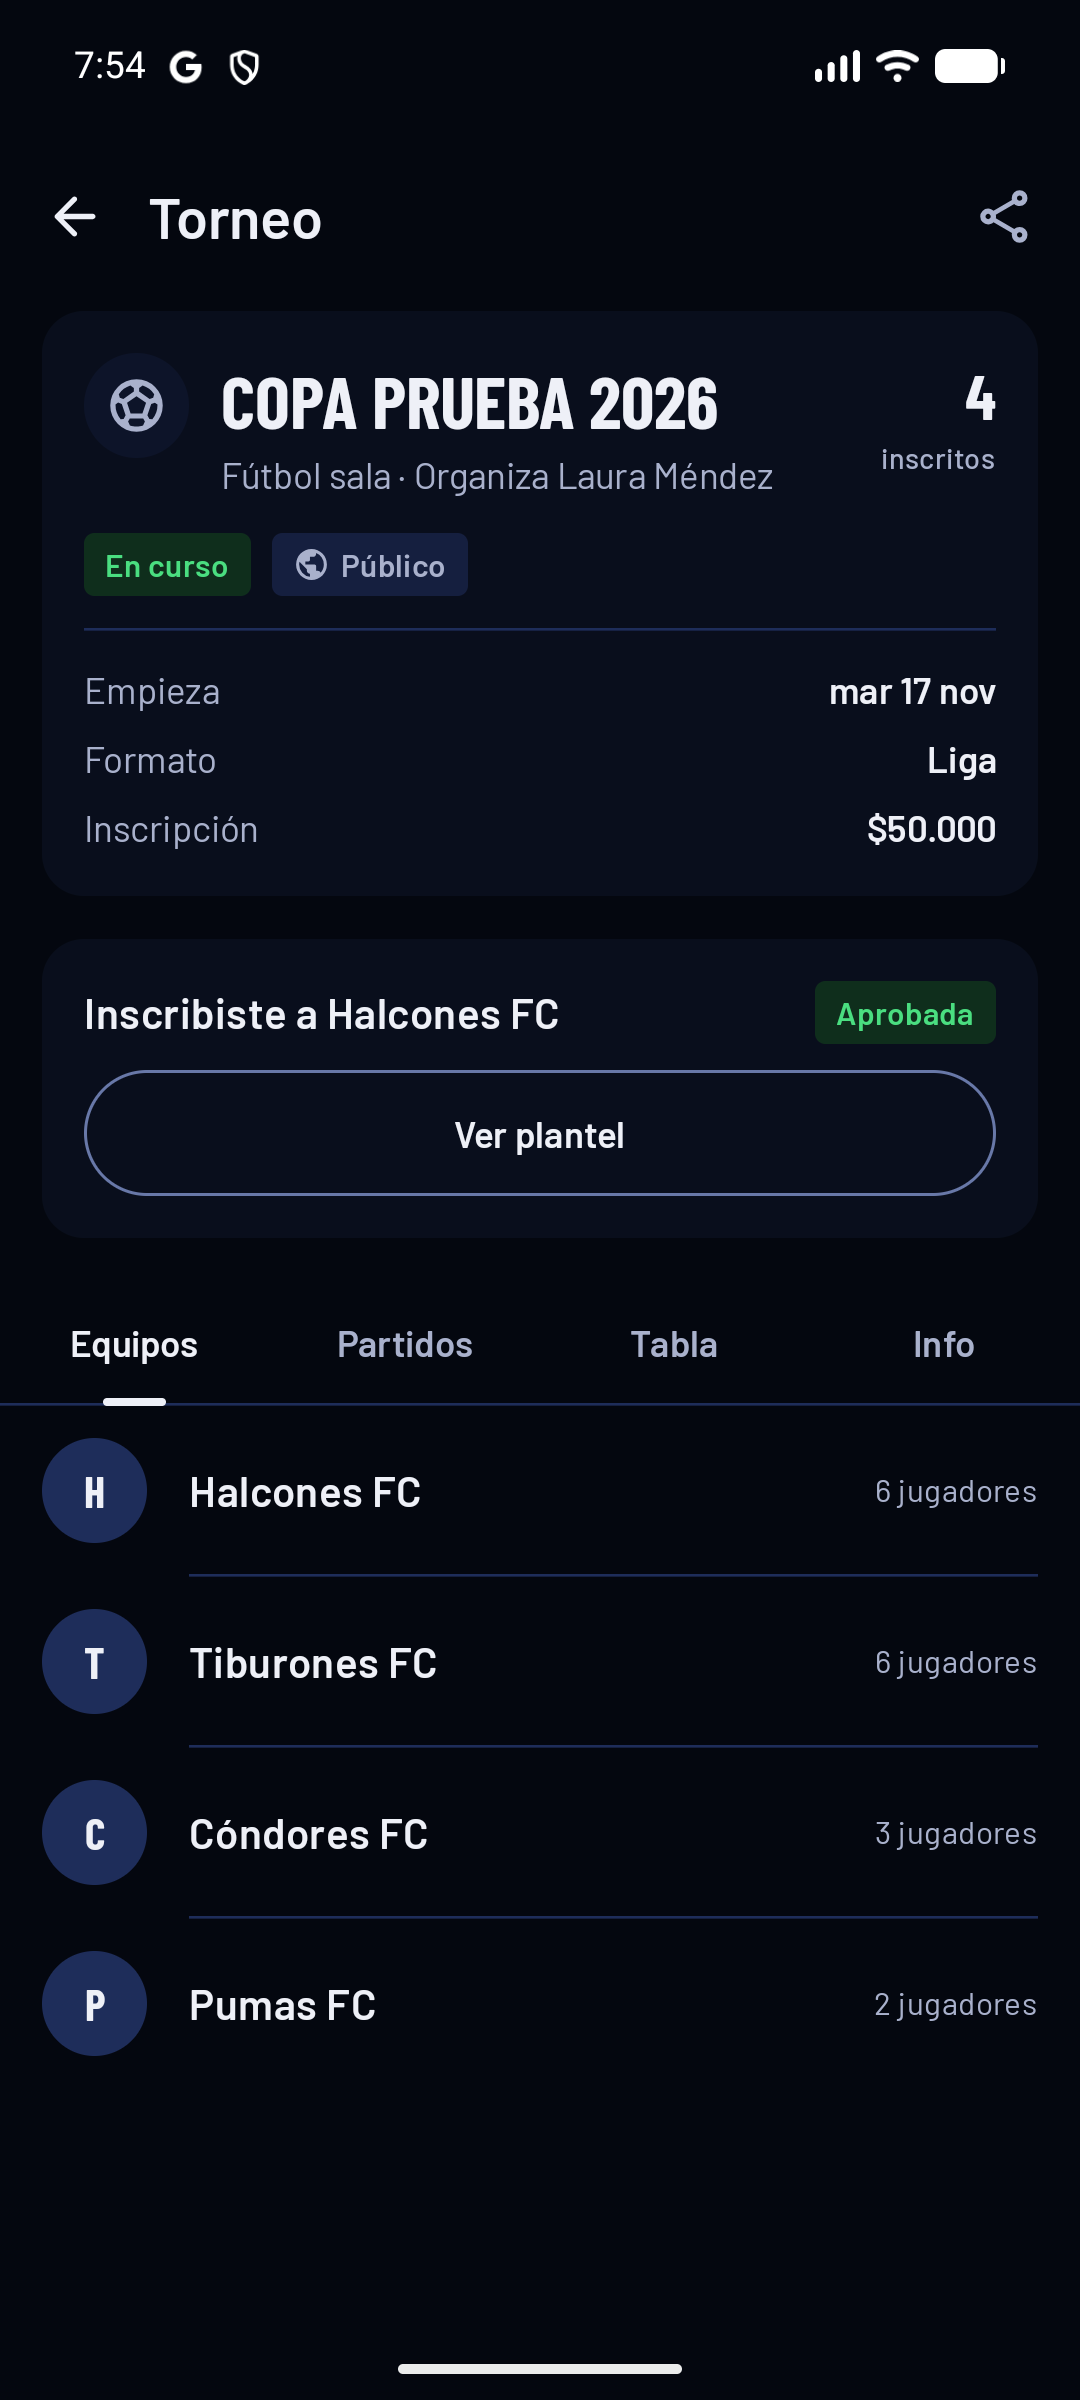 7:54
Torneo
COPA PRUEBA 2026
4
Fútbol sala · Organiza Laura Méndez
inscritos
En curso
Público
Empieza
mar 17 nov
Formato
Liga
Inscripción
$50.000
Inscribiste a Halcones FC
Aprobada
Ver plantel
Equipos
Partidos
Tabla
Info
H
Halcones FC
6 jugadores
T
Tiburones FC
6 jugadores
C
Cóndores FC
3 jugadores
P
Pumas FC
2 jugadores